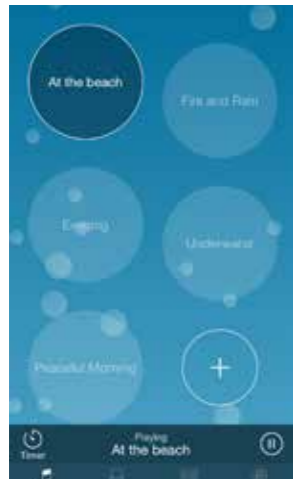 At the beach
Fire and Rain
Evening
Underwater
Peaceful Morning
+
Playing
At the beach
Timer